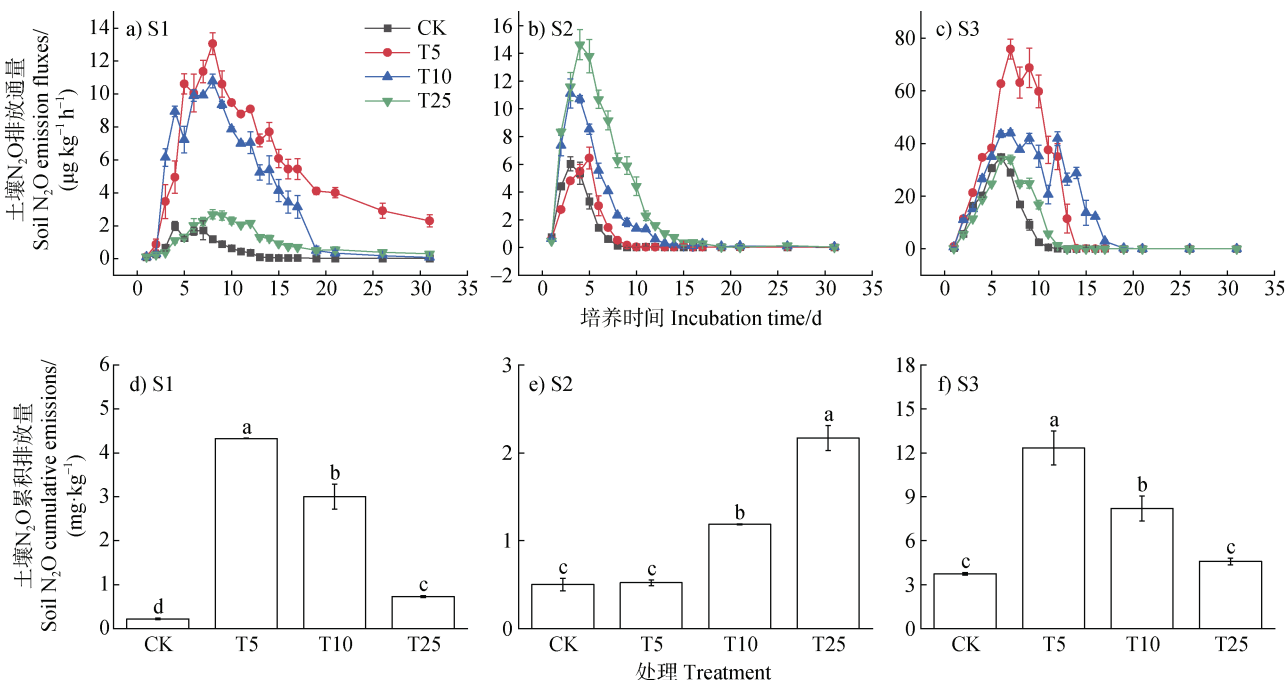 土壤N₂O排放通量
Soil N₂O emission fluxes/
(μg kg⁻¹ h⁻¹)
a) S1
CK
T5
T10
T25
14
12
10
8
6
4
2
0
0 5 10 15 20 25 30 35
b) S2
16
14
12
10
8
6
4
2
0
−2
0 5 10 15 20 25 30 35
c) S3
80
60
40
20
0
0 5 10 15 20 25 30 35
培养时间 Incubation time/d
土壤N₂O累积排放量
Soil N₂O cumulative emissions/
(mg·kg⁻¹)
d) S1
6
5
4
3
2
1
0
d
a
b
c
CK T5 T10 T25
e) S2
3
2
1
0
c
c
b
a
CK T5 T10 T25
f) S3
18
15
12
9
6
3
0
c
a
b
c
CK T5 T10 T25
处理 Treatment